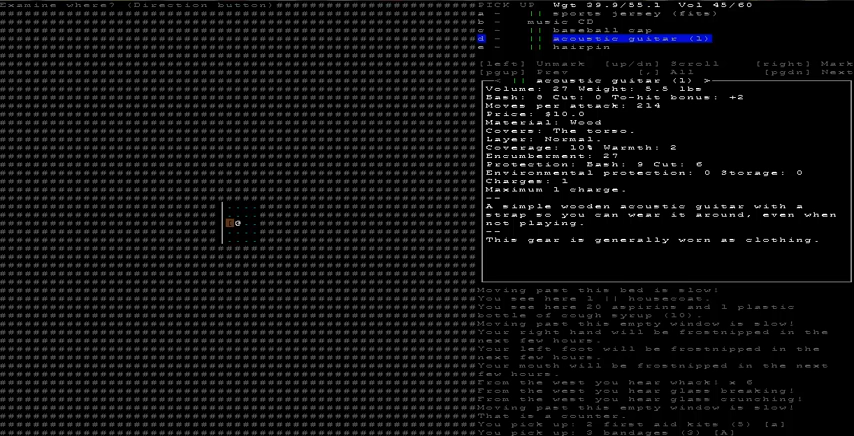 Examine where? (Direction button)
PICK UP Wgt 39.9/55.1 Vol 45/60
a - || sports jersey (fits)
music CD
c - || baseball cap
d - || acoustic guitar (1)
e - || hairpin
[left] Unmark [up/dn] Scroll [right] Mark
[pgup] Prev [,] All [pgdn] Next
< || acoustic guitar (1) >
Volume: 27 Weight: 5.5 lbs
Bash: 8 Cut: 0 To-hit bonus: +2
Moves per attack: 214
Price: $10.0
Material: Wood
Covers: The torso.
Layer: Normal.
Coverage: 10% Warmth: 2
Encumberment: 27
Protection: Bash: 9 Cut: 6
Environmental protection: 0 Storage: 0
Charges: 1
Maximum 1 charge.
--
A simple wooden acoustic guitar with a
strap so you can wear it around, even when
not playing.
--
This gear is generally worn as clothing.
Moving past this bed is slow!
You see here 1 || housecoat.
You see here 20 aspirins and 1 plastic
bottle of cough syrup (10).
Moving past this empty window is slow!
Your right hand will be frostnipped in the
next few hours.
Your left foot will be frostnipped in the
next few hours.
Your mouth will be frostnipped in the next
few hours.
From the west you hear whack! x 6
From the west you hear glass breaking!
From the west you hear glass crunching!
Moving past this empty window is slow!
That is a counter.
You pick up: 2 first aid kits (5) [a]
You pick up: 3 bandages (3) [A]